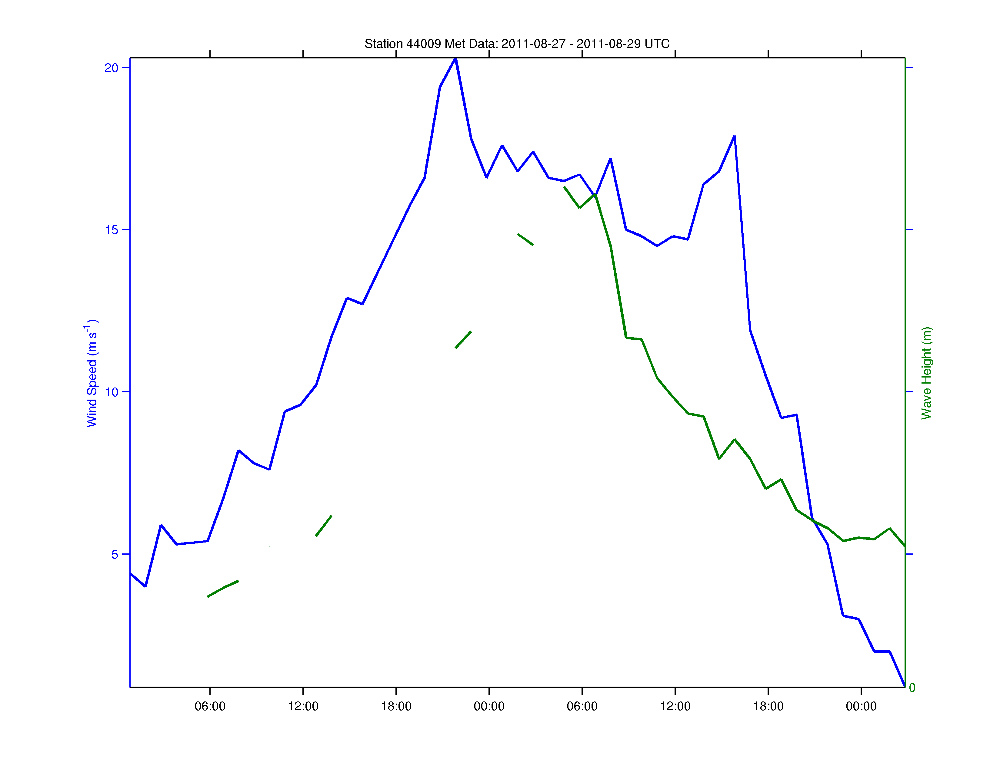 Station 44009 Met Data: 2011-08-27 - 2011-08-29 UTC
20
15
10
5
Wind Speed (m s⁻¹)
Wave Height (m)
0
06:00 12:00 18:00 00:00 06:00 12:00 18:00 00:00